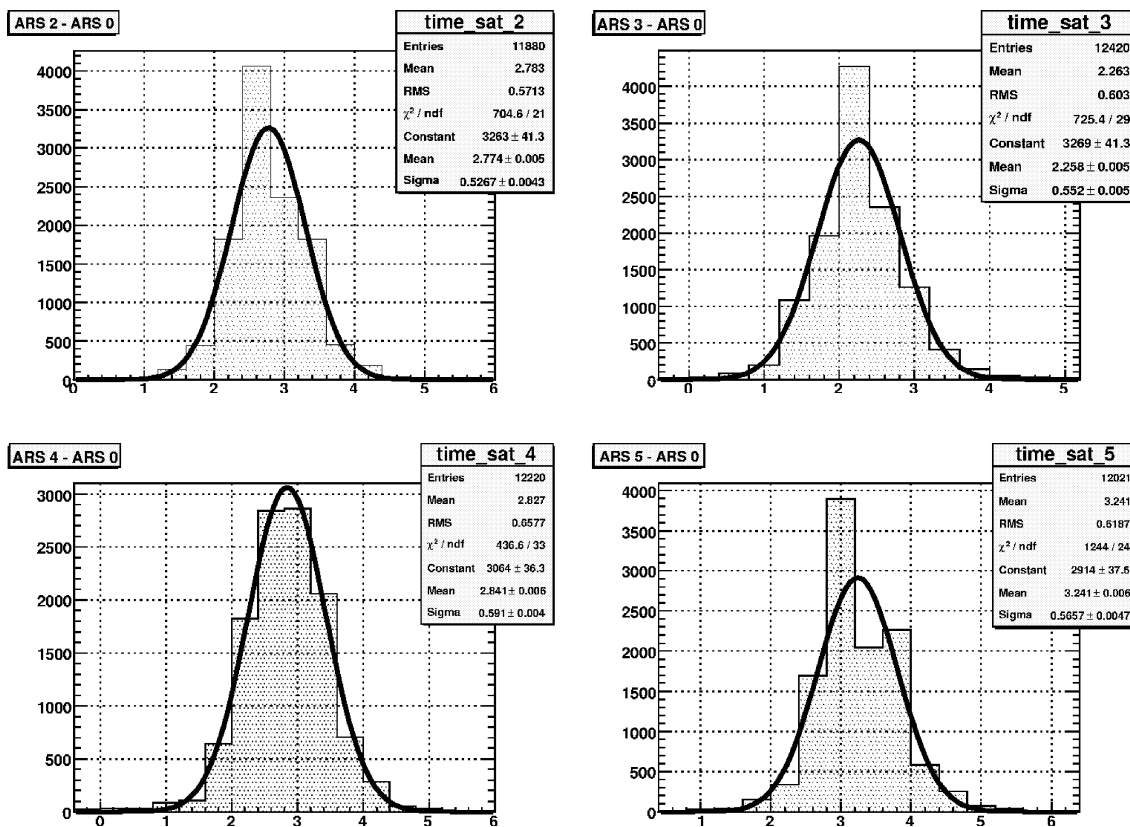 ARS 2 - ARS 0
time_sat_2
Entries 11880
Mean 2.783
RMS 0.5713
χ² / ndf 704.6 / 21
Constant 3263 ± 41.3
Mean 2.774 ± 0.005
Sigma 0.5267 ± 0.0043
4000
3500
3000
2500
2000
1500
1000
500
0
0 1 2 3 4 5 6
ARS 3 - ARS 0
time_sat_3
Entries 12420
Mean 2.263
RMS 0.603
χ² / ndf 725.4 / 29
Constant 3269 ± 41.3
Mean 2.258 ± 0.005
Sigma 0.552 ± 0.005
4500
4000
3500
3000
2500
2000
1500
1000
500
0
0 1 2 3 4 5
ARS 4 - ARS 0
time_sat_4
Entries 12220
Mean 2.827
RMS 0.6577
χ² / ndf 436.6 / 33
Constant 3064 ± 36.3
Mean 2.841 ± 0.006
Sigma 0.591 ± 0.004
3000
2500
2000
1500
1000
500
0
0 1 2 3 4 5 6
ARS 5 - ARS 0
time_sat_5
Entries 12021
Mean 3.241
RMS 0.6187
χ² / ndf 1244 / 24
Constant 2914 ± 37.5
Mean 3.241 ± 0.006
Sigma 0.5657 ± 0.0047
4000
3500
3000
2500
2000
1500
1000
500
0
1 2 3 4 5 6